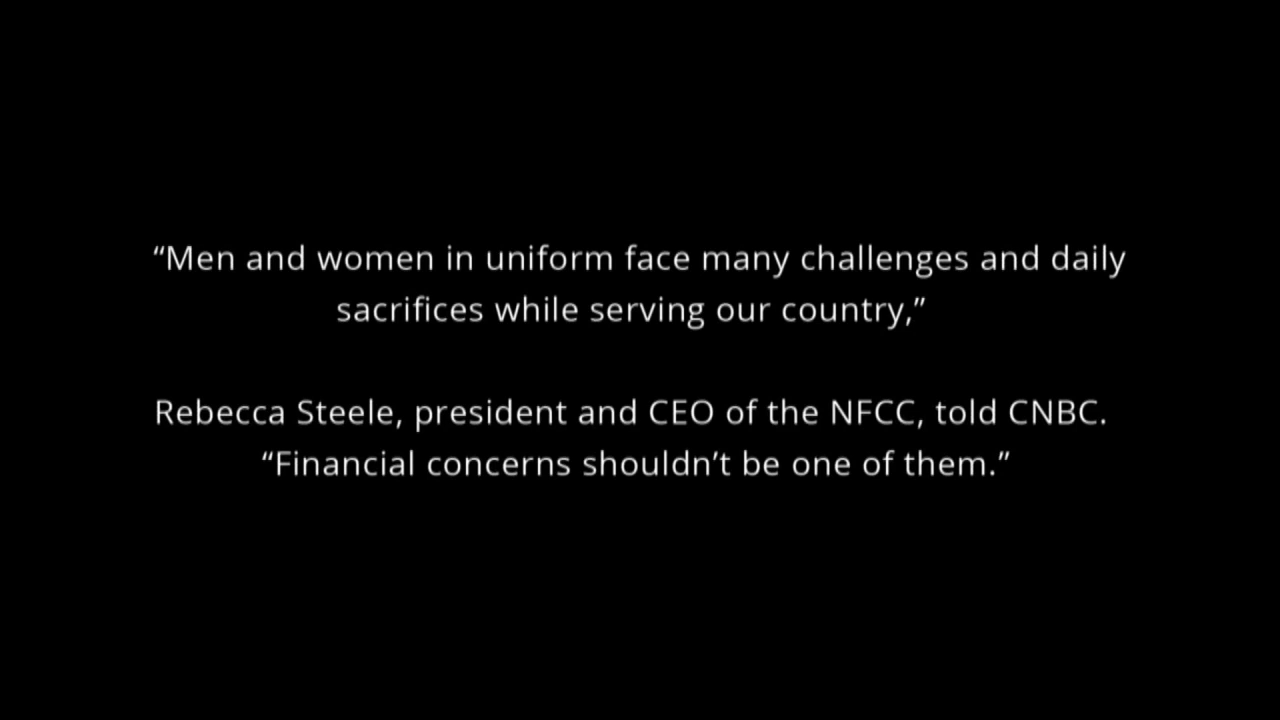 “Men and women in uniform face many challenges and daily
sacrifices while serving our country,”
Rebecca Steele, president and CEO of the NFCC, told CNBC.
“Financial concerns shouldn’t be one of them.”